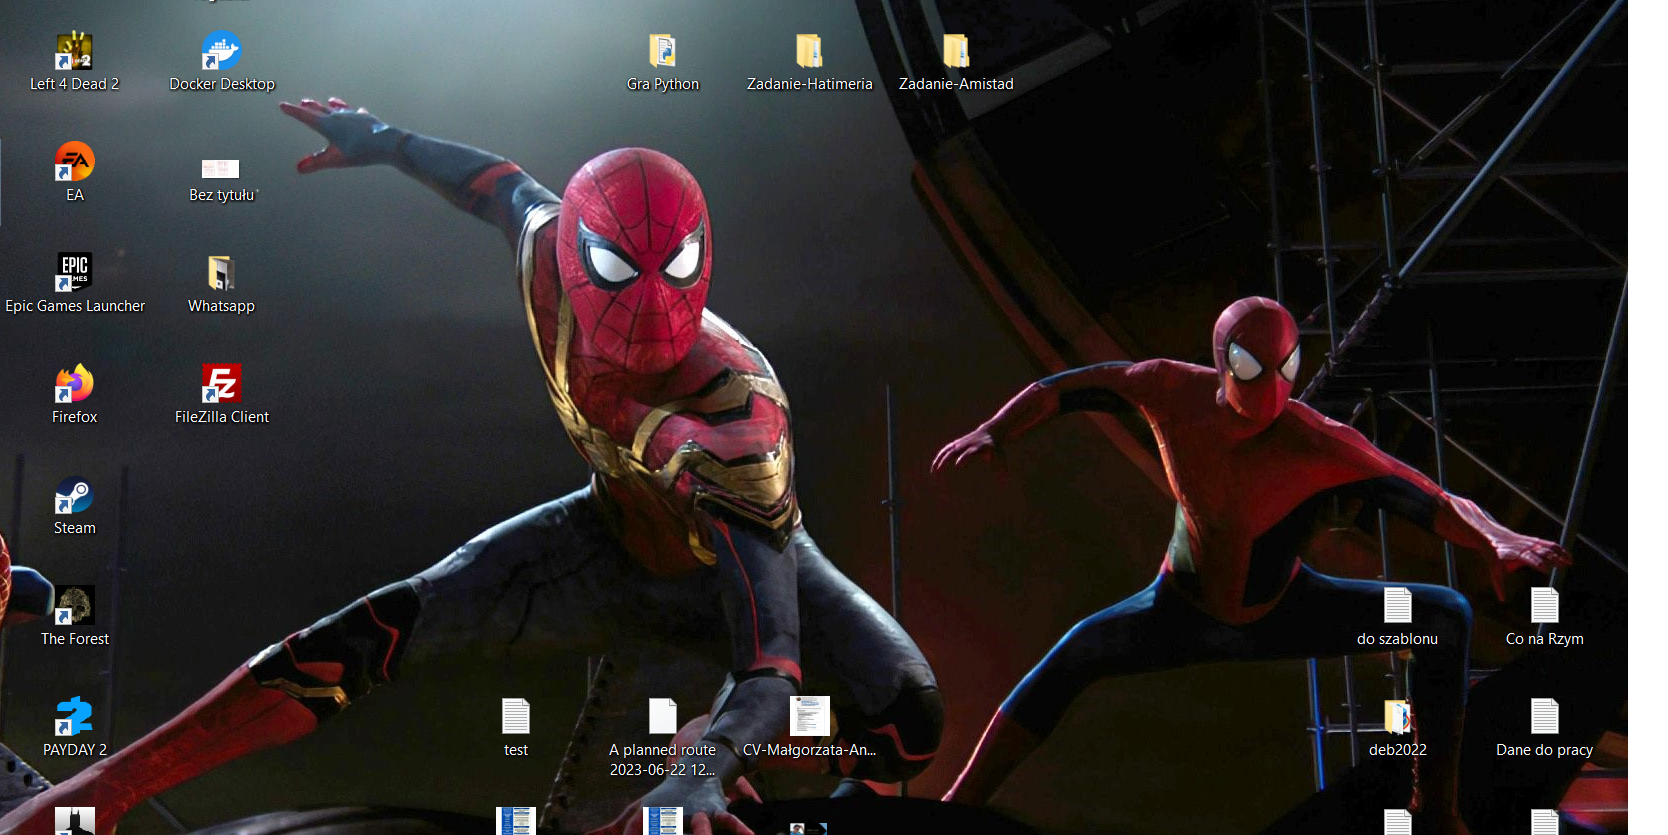 Left 4 Dead 2
Docker Desktop
Gra Python
Zadanie-Hatimeria
Zadanie-Amistad
EA
Bez tytułu
Epic Games Launcher
Whatsapp
Firefox
FileZilla Client
Steam
The Forest
do szablonu
Co na Rzym
PAYDAY 2
test
A planned route
2023-06-22 12...
CV-Małgorzata-An...
deb2022
Dane do pracy